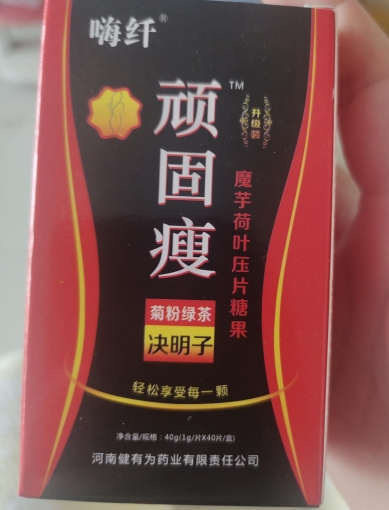 嗨纤®
顽固瘦™
升级装
魔芋荷叶压片糖果
菊粉绿茶
决明子
轻松享受每一颗
净含量/规格：40g(1g/片X40片/盒)
河南健有为药业有限责任公司